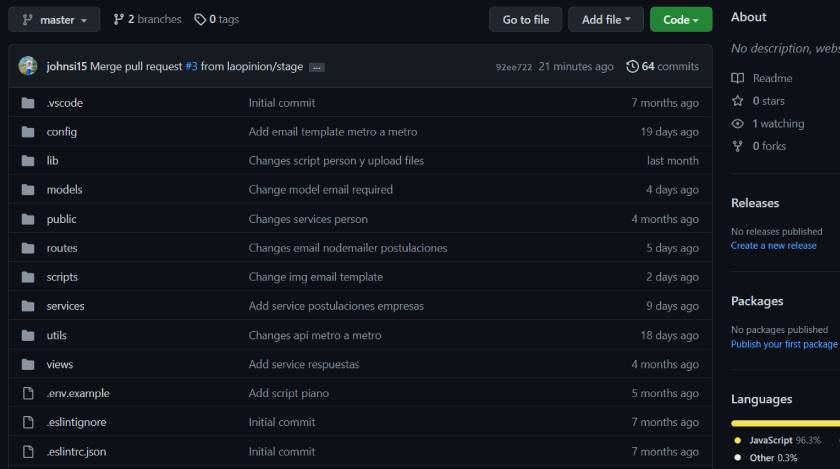 master 2 branches 0 tags Go to file Add file Code
johnsi15 Merge pull request #3 from laopinion/stage ... 92ee722 21 minutes ago 64 commits
.vscode Initial commit 7 months ago
config Add email template metro a metro 19 days ago
lib Changes script person y upload files last month
models Change model email required 4 days ago
public Changes services person 4 months ago
routes Changes email nodemailer postulaciones 5 days ago
scripts Change img email template 2 days ago
services Add service postulaciones empresas 9 days ago
utils Changes api metro a metro 18 days ago
views Add service respuestas 4 months ago
.env.example Add script piano 5 months ago
.eslintignore Initial commit 7 months ago
.eslintrc.json Initial commit 7 months ago
About
No description, webs
Readme
0 stars
1 watching
0 forks
Releases
No releases published
Create a new release
Packages
No packages published
Publish your first package
Languages
JavaScript 96.3%
Other 0.3%